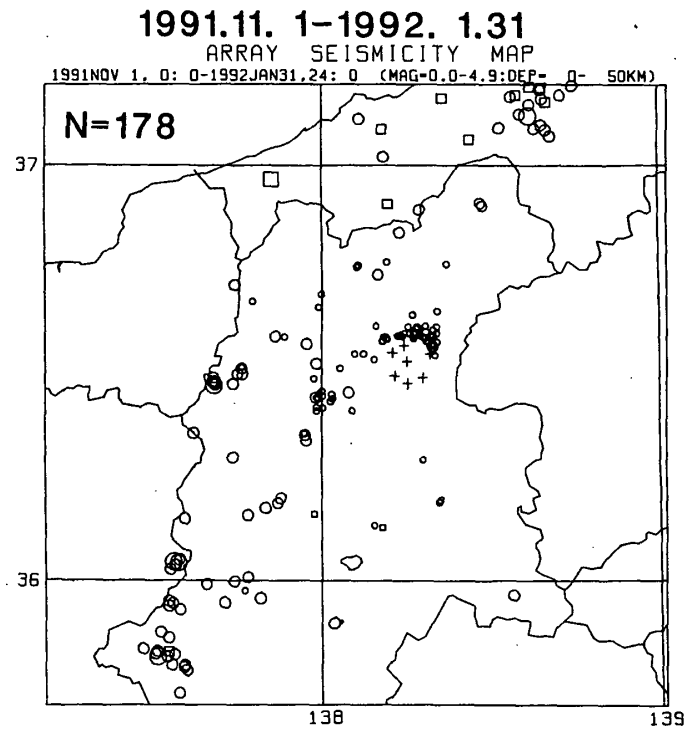 1991.11. 1-1992. 1.31
ARRAY SEISMICITY MAP
1991NOV 1, 0: 0-1992JAN31,24: 0 (MAG=0.0-4.9:DEP= 0- 50KM)
N=178
37
36
138
139